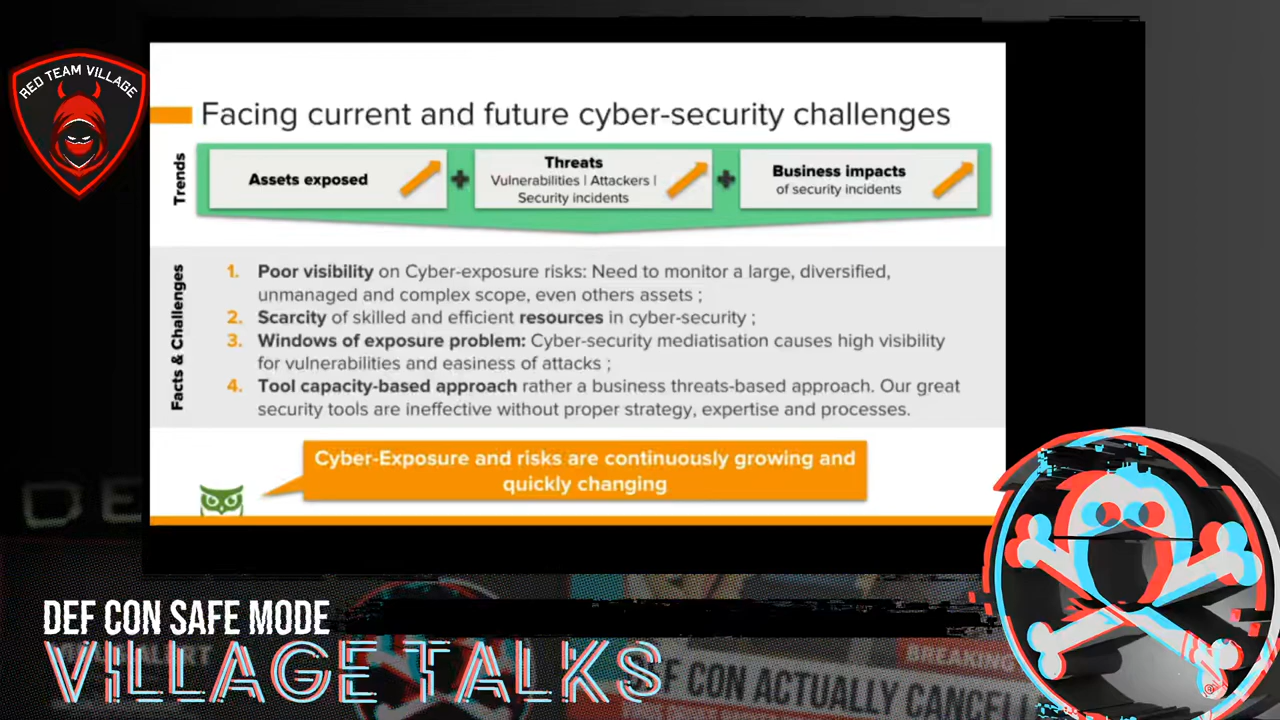 RED TEAM VILLAGE
Facing current and future cyber-security challenges
Trends
Assets exposed
Threats
Vulnerabilities | Attackers |
Security incidents
Business impacts
of security incidents
Facts & Challenges
1. Poor visibility on Cyber-exposure risks: Need to monitor a large, diversified,
unmanaged and complex scope, even others assets ;
2. Scarcity of skilled and efficient resources in cyber-security ;
3. Windows of exposure problem: Cyber-security mediatisation causes high visibility
for vulnerabilities and easiness of attacks ;
4. Tool capacity-based approach rather a business threats-based approach. Our great
security tools are ineffective without proper strategy, expertise and processes.
Cyber-Exposure and risks are continuously growing and
quickly changing
DEF CON SAFE MODE
VILLAGE TALKS
DEF CON ACTUALLY CANCELL